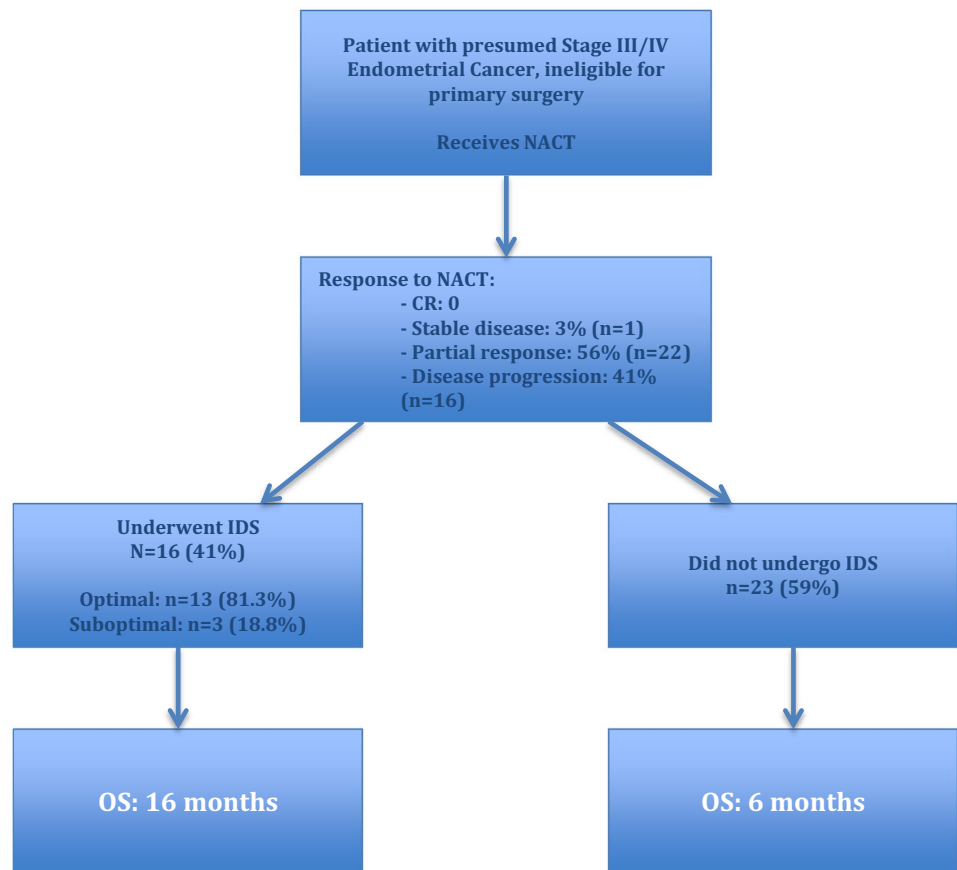 Patient with presumed Stage III/IV
Endometrial Cancer, ineligible for
primary surgery
Receives NACT
Response to NACT:
- CR: 0
- Stable disease: 3% (n=1)
- Partial response: 56% (n=22)
- Disease progression: 41%
(n=16)
Underwent IDS
N=16 (41%)
Optimal: n=13 (81.3%)
Suboptimal: n=3 (18.8%)
Did not undergo IDS
n=23 (59%)
OS: 16 months
OS: 6 months